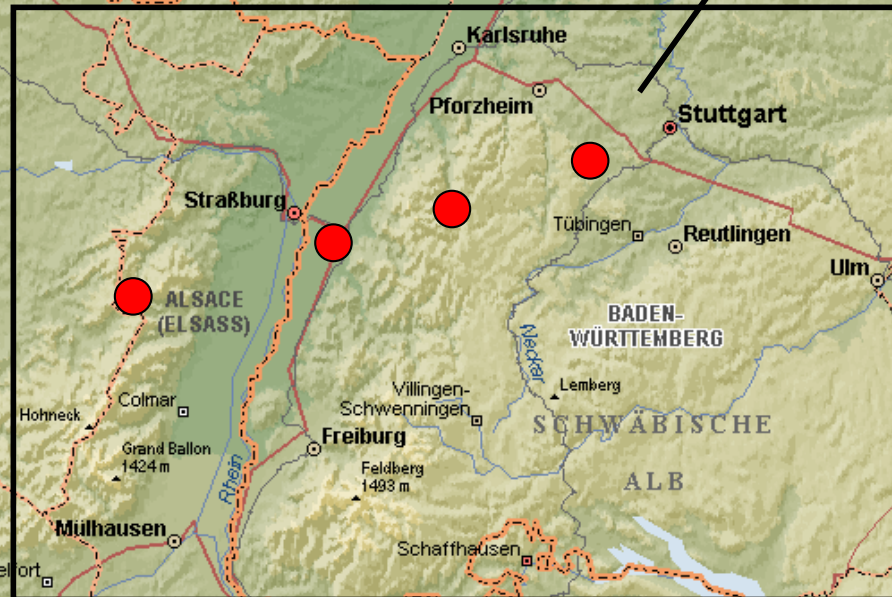 Karlsruhe
Pforzheim
Stuttgart
Straßburg
Tübingen
Reutlingen
Ulm
ALSACE
(ELSASS)
BADEN-
WÜRTTEMBERG
Neckar
Lemberg
Villingen-
Schwenningen
Colmar
Hohneck
SCHWÄBISCHE
ALB
Freiburg
Grand Ballon
1424 m
Feldberg
1493 m
Rhein
Mülhausen
Schaffhausen
elfort